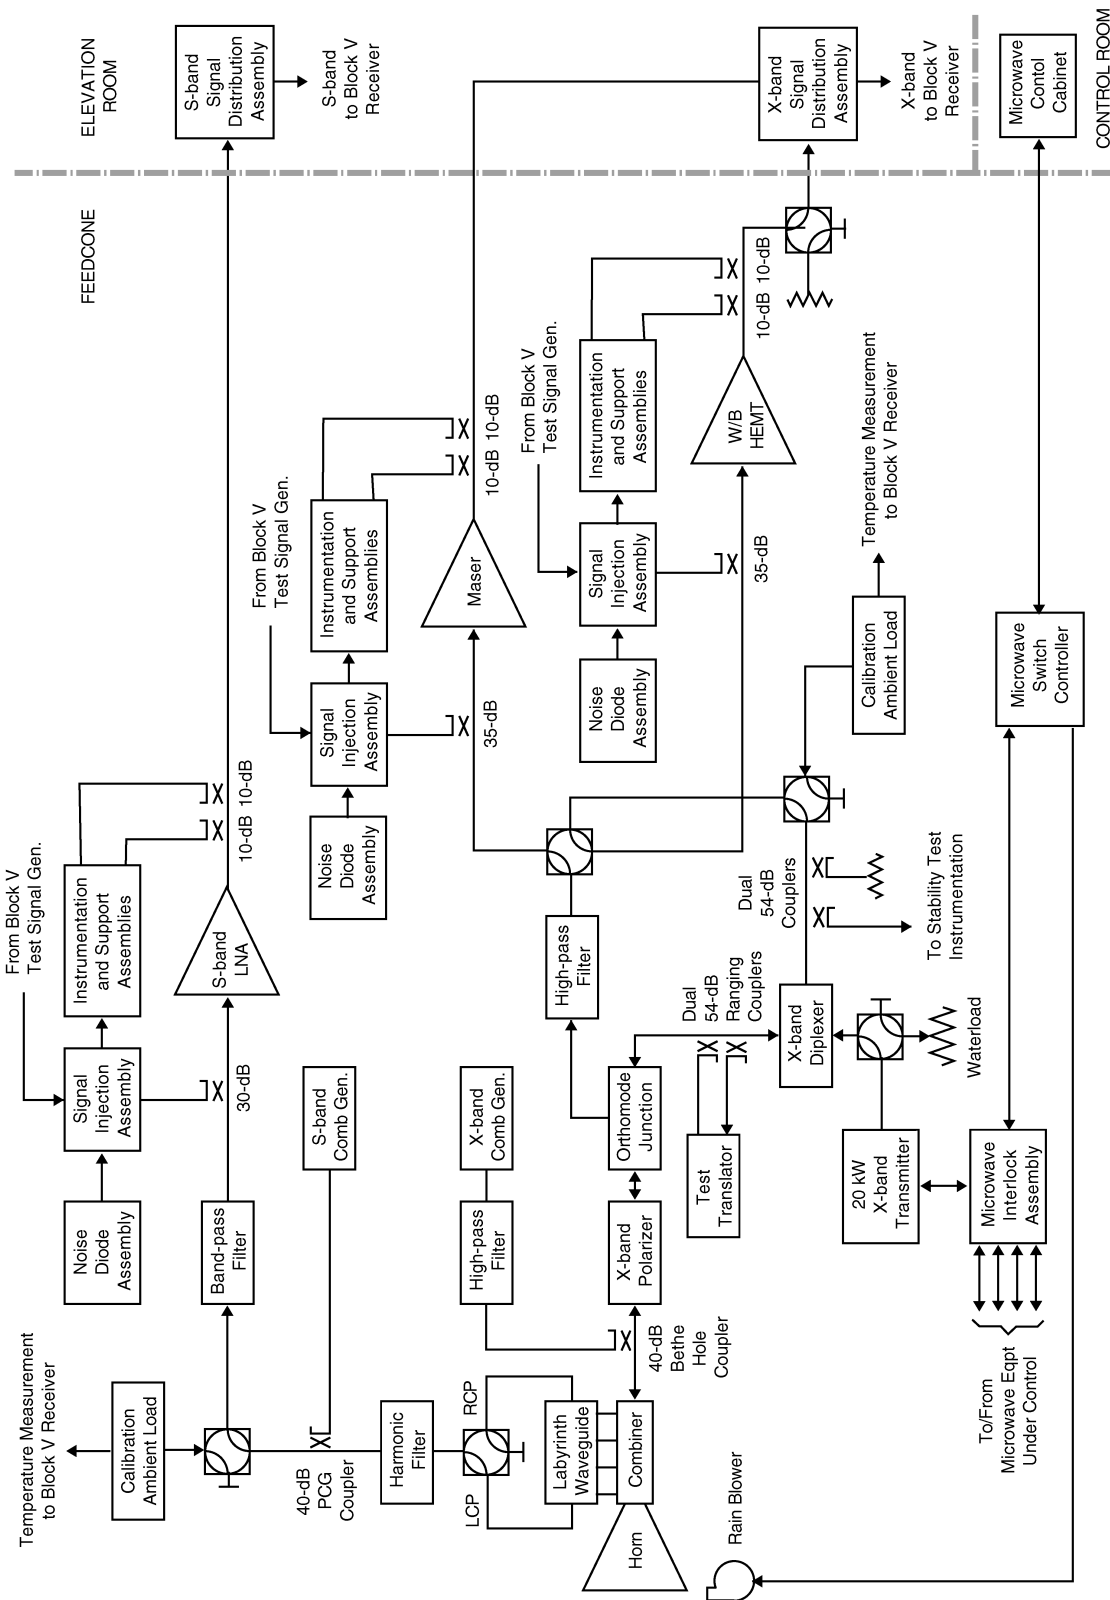 ELEVATION
ROOM
S-band
Signal
Distribution
Assembly
S-band
to Block V
Receiver
X-band
Signal
Distribution
Assembly
X-band
to Block V
Receiver
Microwave
Contol
Cabinet
CONTROL ROOM
FEEDCONE
From Block V
Test Signal Gen.
Instrumentation
and Support
Assemblies
Signal
Injection
Assembly
Noise
Diode
Assembly
10-dB
10-dB
S-band
LNA
30-dB
Band-pass
Filter
Temperature Measurement
to Block V Receiver
Calibration
Ambient Load
40-dB
PCG
Coupler
S-band
Comb Gen.
Harmonic
Filter
RCP
LCP
Labyrinth
Waveguide
Combiner
Horn
Rain Blower
From Block V
Test Signal Gen.
Instrumentation
and Support
Assemblies
Signal
Injection
Assembly
Noise
Diode
Assembly
10-dB
10-dB
Maser
35-dB
From Block V
Test Signal Gen.
Instrumentation
and Support
Assemblies
Signal
Injection
Assembly
Noise
Diode
Assembly
10-dB
10-dB
W/B
HEMT
35-dB
Temperature Measurement
to Block V Receiver
Calibration
Ambient Load
High-pass
Filter
Dual
54-dB
Couplers
To Stability Test
Instrumentation
Dual
54-dB
Ranging
Couplers
X-band
Diplexer
Waterload
X-band
Comb Gen.
High-pass
Filter
Orthomode
Junction
X-band
Polarizer
40-dB
Bethe
Hole
Coupler
Test
Translator
20 kW
X-band
Transmitter
Microwave
Interlock
Assembly
Microwave
Switch
Controller
To/From
Microwave Eqpt
Under Control